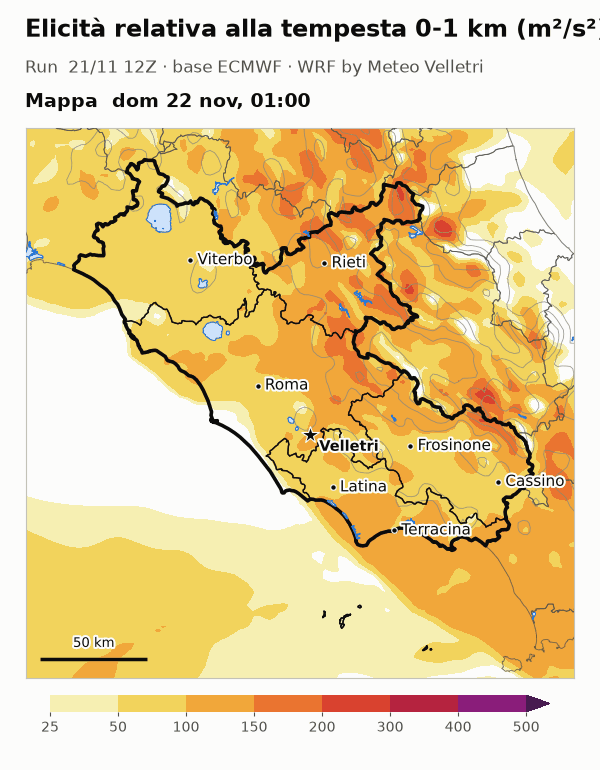 Elicità relativa alla tempesta 0-1 km (m²/s²)
Run 21/11 12Z · base ECMWF · WRF by Meteo Velletri
Mappa dom 22 nov, 01:00
Viterbo
Rieti
Roma
Velletri
Frosinone
Latina
Cassino
Terracina
50 km
25 50 100 150 200 300 400 500